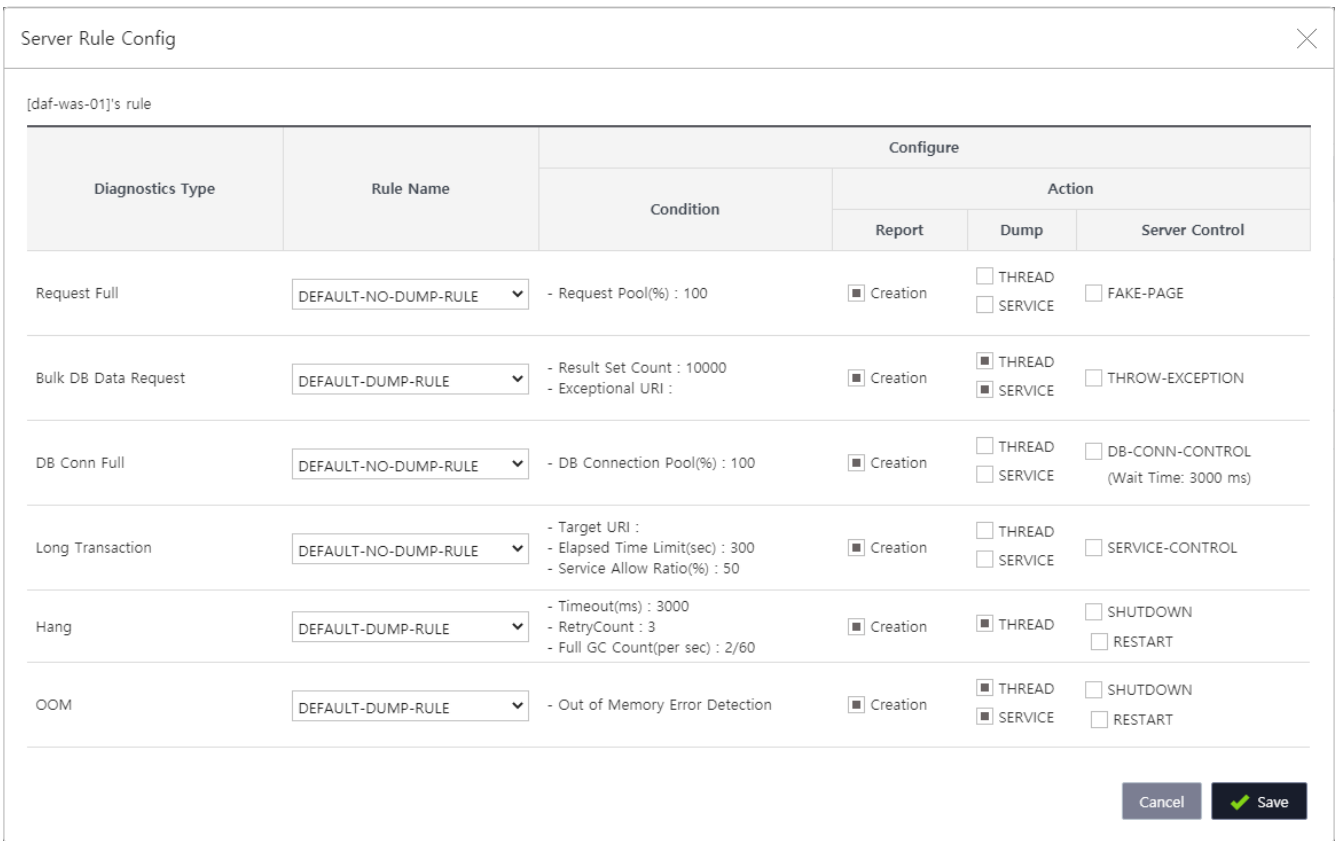 Server Rule Config
[daf-was-01]'s rule
Diagnostics Type
Rule Name
Configure
Condition
Action
Report
Dump
Server Control
Request Full
DEFAULT-NO-DUMP-RULE
- Request Pool(%) : 100
Creation
THREAD
SERVICE
FAKE-PAGE
Bulk DB Data Request
DEFAULT-DUMP-RULE
- Result Set Count : 10000
- Exceptional URI :
Creation
THREAD
SERVICE
THROW-EXCEPTION
DB Conn Full
DEFAULT-NO-DUMP-RULE
- DB Connection Pool(%) : 100
Creation
THREAD
SERVICE
DB-CONN-CONTROL
(Wait Time: 3000 ms)
Long Transaction
DEFAULT-NO-DUMP-RULE
- Target URI :
- Elapsed Time Limit(sec) : 300
- Service Allow Ratio(%) : 50
Creation
THREAD
SERVICE
SERVICE-CONTROL
Hang
DEFAULT-DUMP-RULE
- Timeout(ms) : 3000
- RetryCount : 3
- Full GC Count(per sec) : 2/60
Creation
THREAD
SHUTDOWN
RESTART
OOM
DEFAULT-DUMP-RULE
- Out of Memory Error Detection
Creation
THREAD
SERVICE
SHUTDOWN
RESTART
Cancel
Save